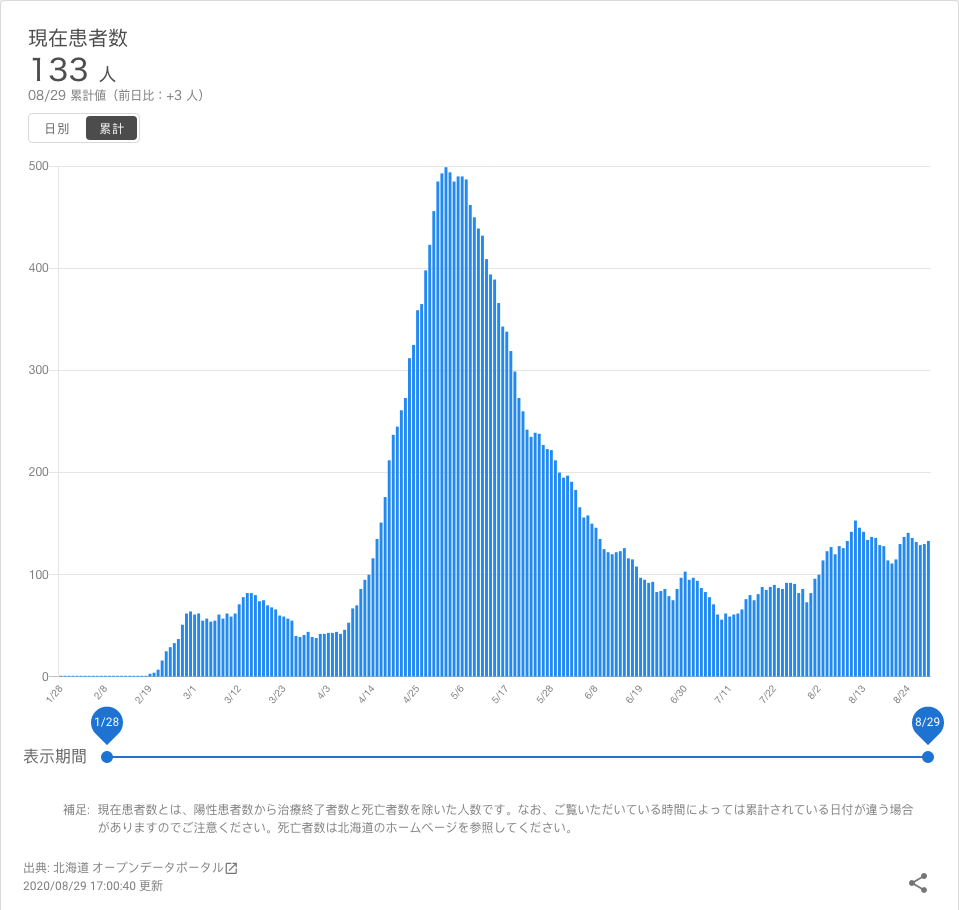 現在患者数
133 人
08/29 累計値（前日比：+3 人）
日別 累計
500
400
300
200
100
0
1/28 2/8 2/19 3/1 3/12 3/23 4/3 4/14 4/25 5/6 5/17 5/28 6/8 6/19 6/30 7/11 7/22 8/2 8/13 8/24
1/28 8/29
表示期間
補足: 現在患者数とは、陽性患者数から治療終了者数と死亡者数を除いた人数です。なお、ご覧いただいている時間によっては累計されている日付が違う場合
がありますのでご注意ください。死亡者数は北海道のホームページを参照してください。
出典: 北海道 オープンデータポータル
2020/08/29 17:00:40 更新